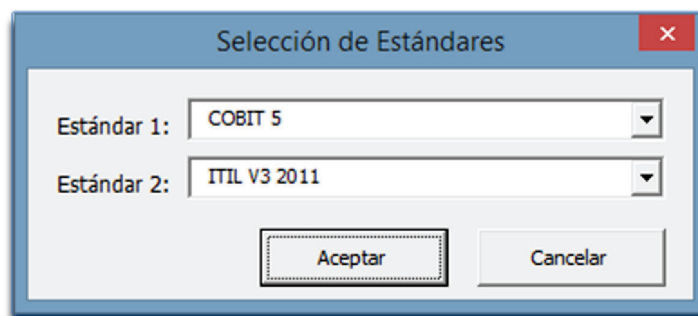 Selección de Estándares
Estándar 1: COBIT 5
Estándar 2: ITIL V3 2011
Aceptar Cancelar